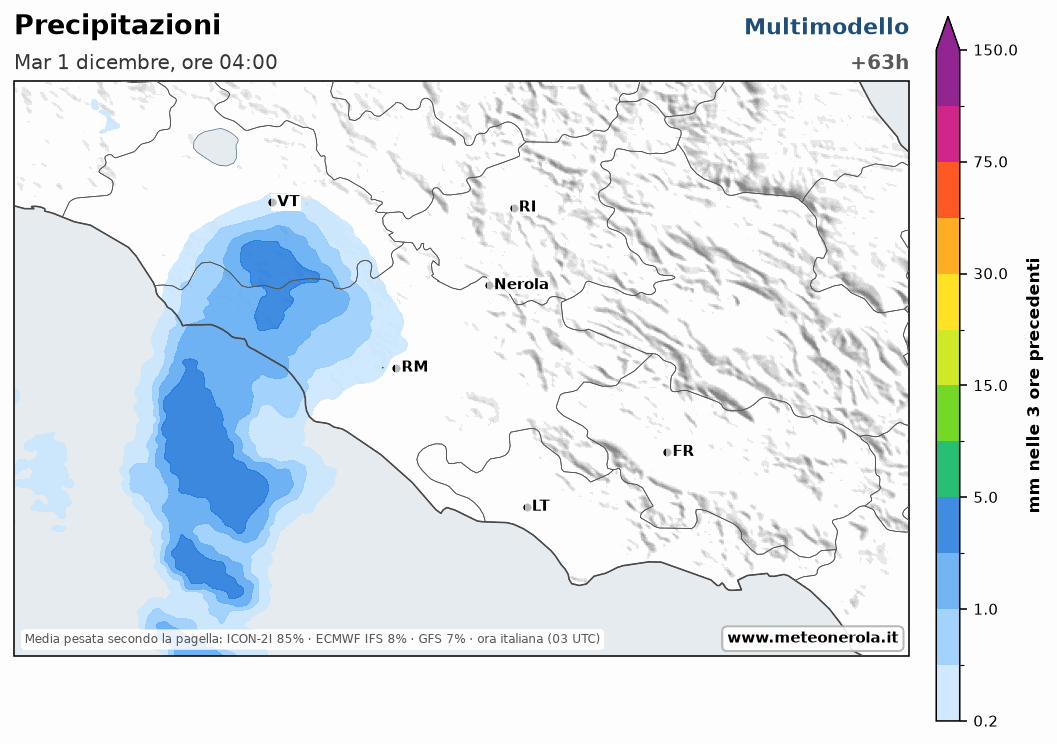 Precipitazioni
Multimodello
Mar 1 dicembre, ore 04:00
+63h
150.0
75.0
30.0
15.0
5.0
1.0
0.2
mm nelle 3 ore precedenti
VT
RI
Nerola
RM
FR
LT
Media pesata secondo la pagella: ICON-2I 85% · ECMWF IFS 8% · GFS 7% · ora italiana (03 UTC)
www.meteonerola.it